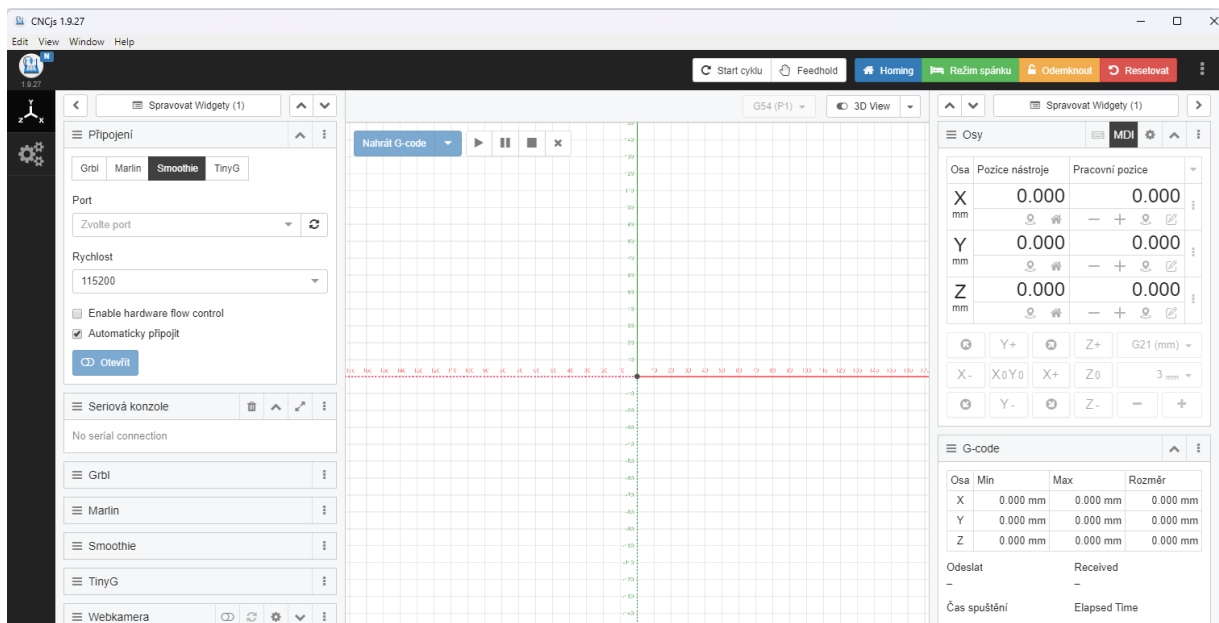 CNCjs 1.9.27
Edit View Window Help
N
1.9.27
Start cyklu Feedhold Homing Režim spánku Odemknout Resetovat
Spravovat Widgety (1)
Připojení
Grbl Marlin Smoothie TinyG
Port
Zvolte port
Rychlost
115200
Enable hardware flow control
Automaticky připojit
Otevřít
Seriová konzole
No serial connection
Grbl
Marlin
Smoothie
TinyG
Webkamera
G54 (P1) 3D View
Nahrát G-code
Spravovat Widgety (1)
Osy MDI
Osa Pozice nástroje Pracovní pozice
X 0.000 0.000
mm
Y 0.000 0.000
mm
Z 0.000 0.000
mm
Y+ Z+ G21 (mm)
X- X0Y0 X+ Z0 3 mm
Y- Z-
G-code
Osa Min Max Rozměr
X 0.000 mm 0.000 mm 0.000 mm
Y 0.000 mm 0.000 mm 0.000 mm
Z 0.000 mm 0.000 mm 0.000 mm
Odeslat Received
– –
Čas spuštění Elapsed Time